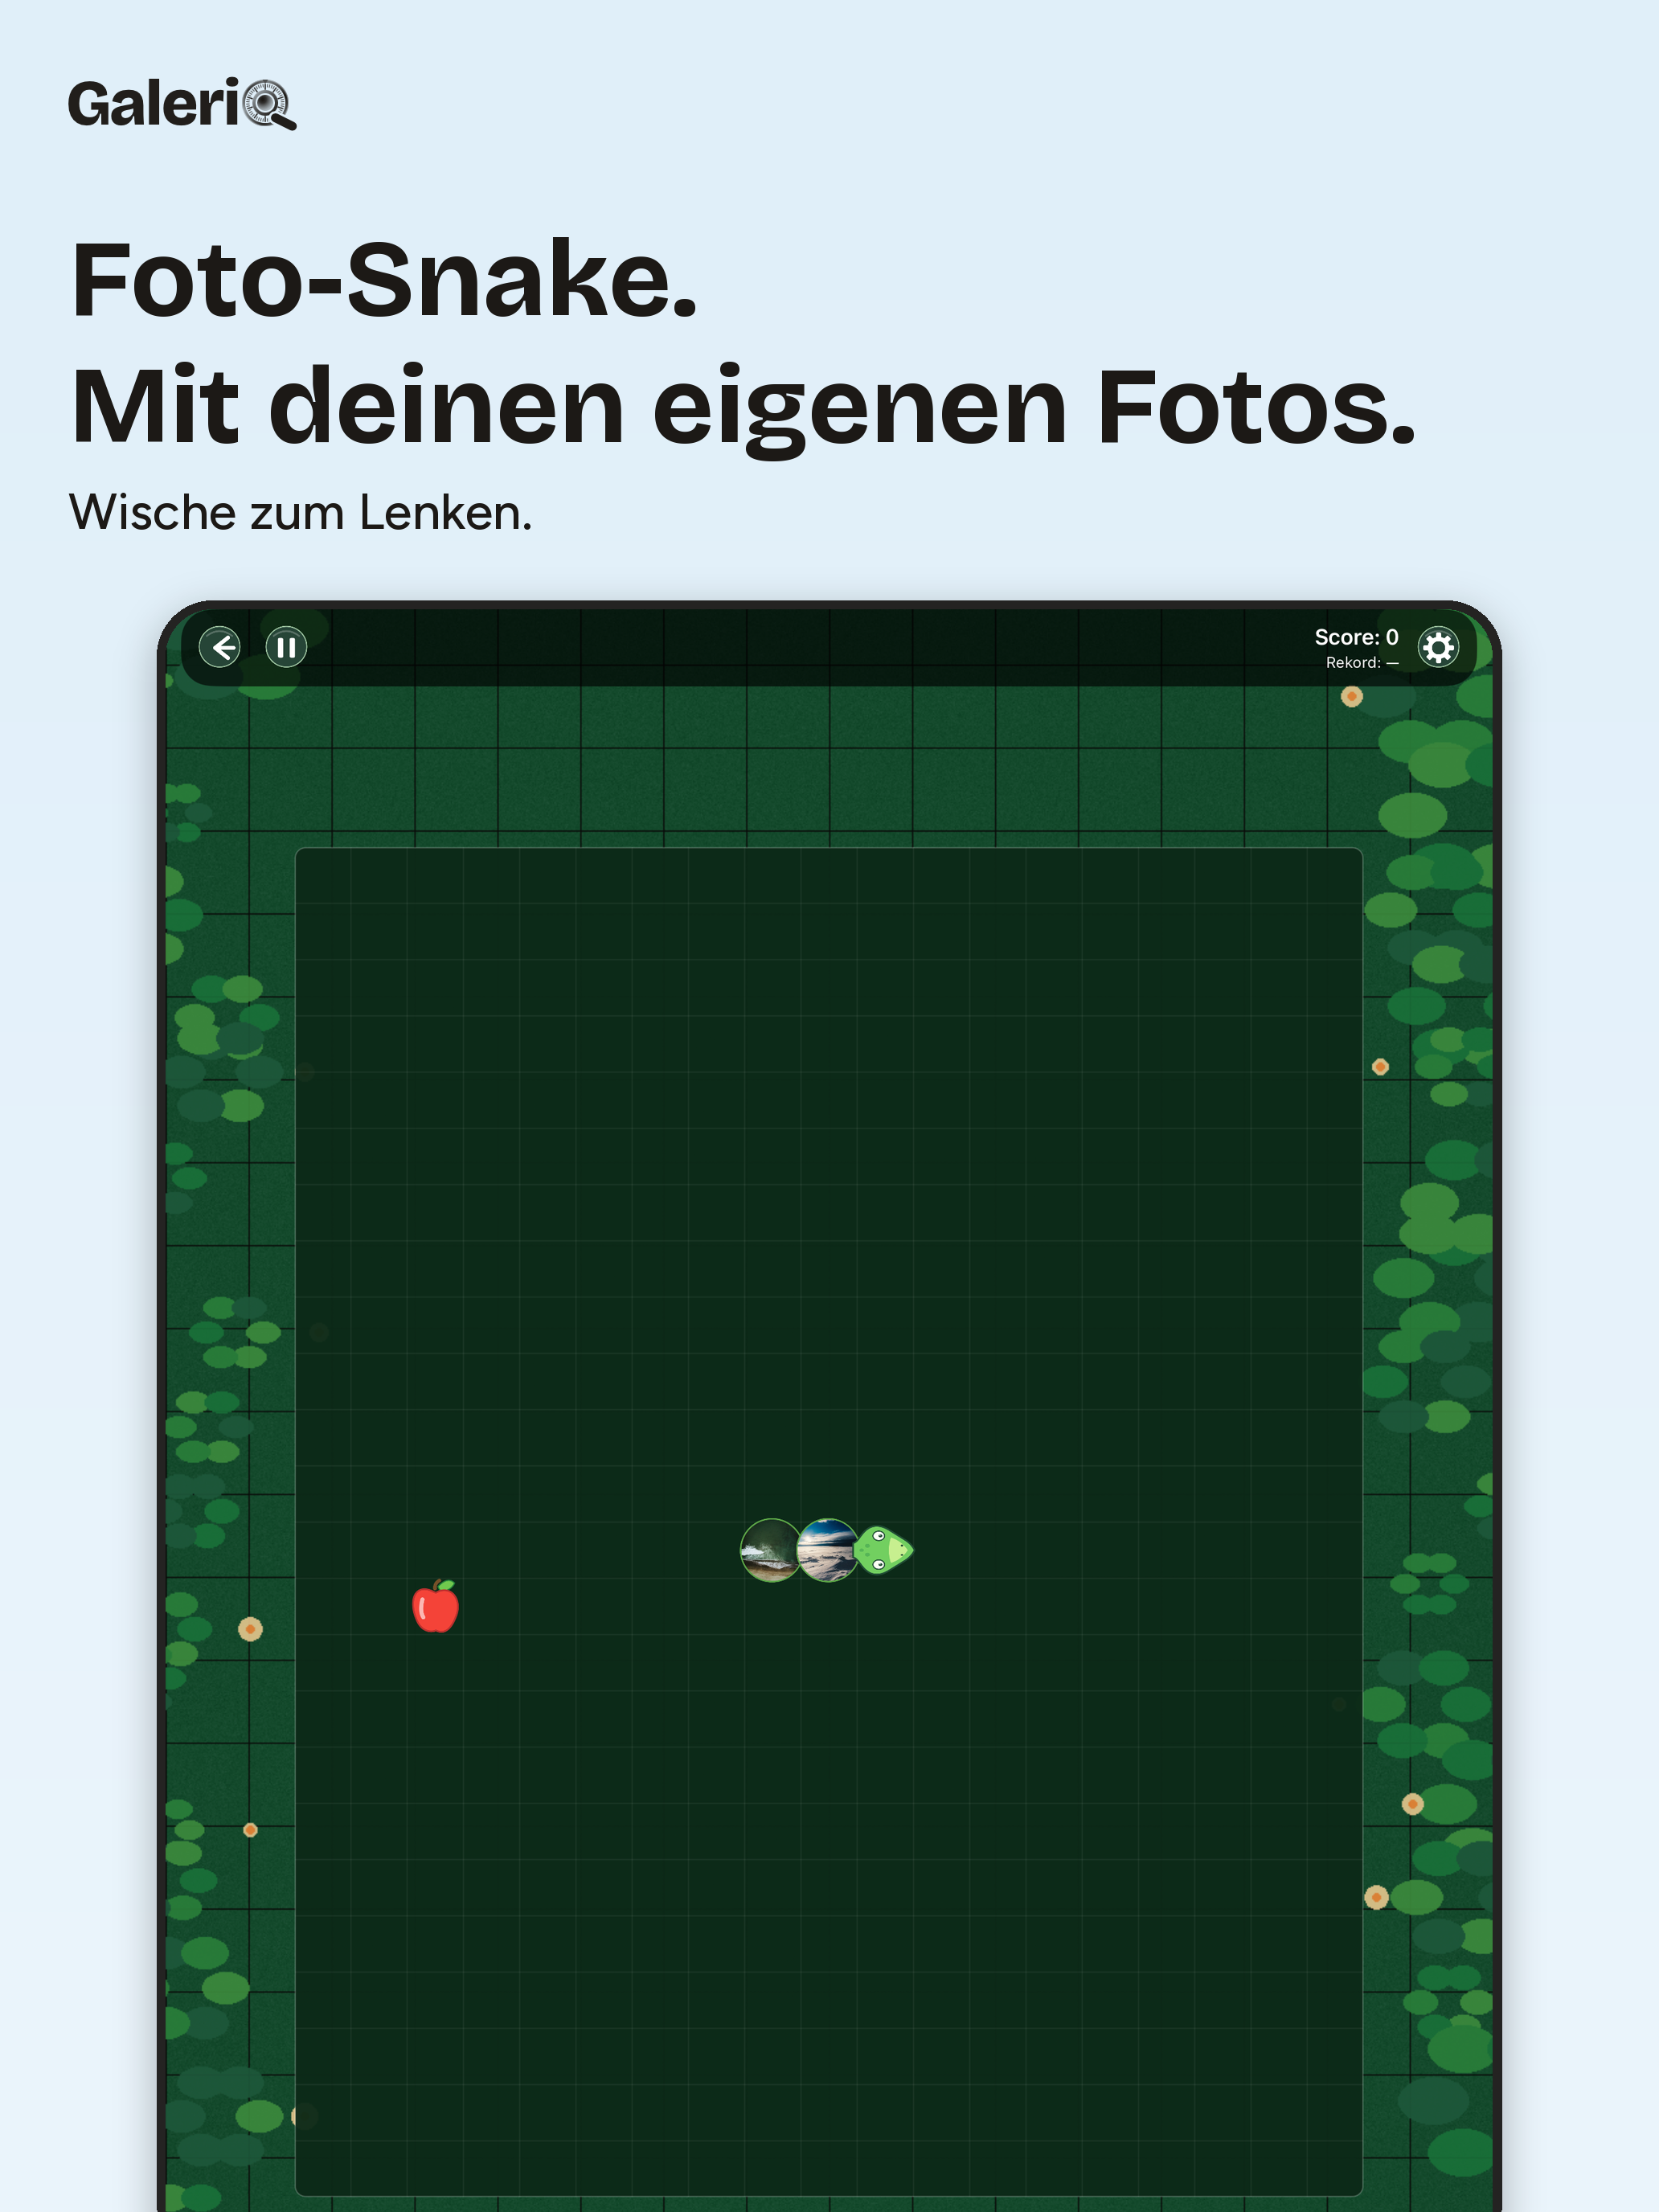 GaleriQ
Foto-Snake.
Mit deinen eigenen Fotos.
Wische zum Lenken.
Score: 0
Rekord: —